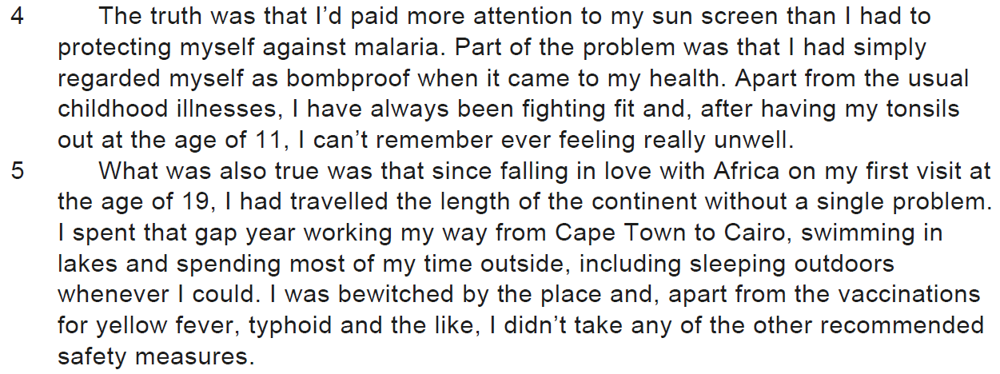 4 The truth was that I'd paid more attention to my sun screen than I had to
protecting myself against malaria. Part of the problem was that I had simply
regarded myself as bombproof when it came to my health. Apart from the usual
childhood illnesses, I have always been fighting fit and, after having my tonsils
out at the age of 11, I can't remember ever feeling really unwell.
5 What was also true was that since falling in love with Africa on my first visit at
the age of 19, I had travelled the length of the continent without a single problem.
I spent that gap year working my way from Cape Town to Cairo, swimming in
lakes and spending most of my time outside, including sleeping outdoors
whenever I could. I was bewitched by the place and, apart from the vaccinations
for yellow fever, typhoid and the like, I didn't take any of the other recommended
safety measures.